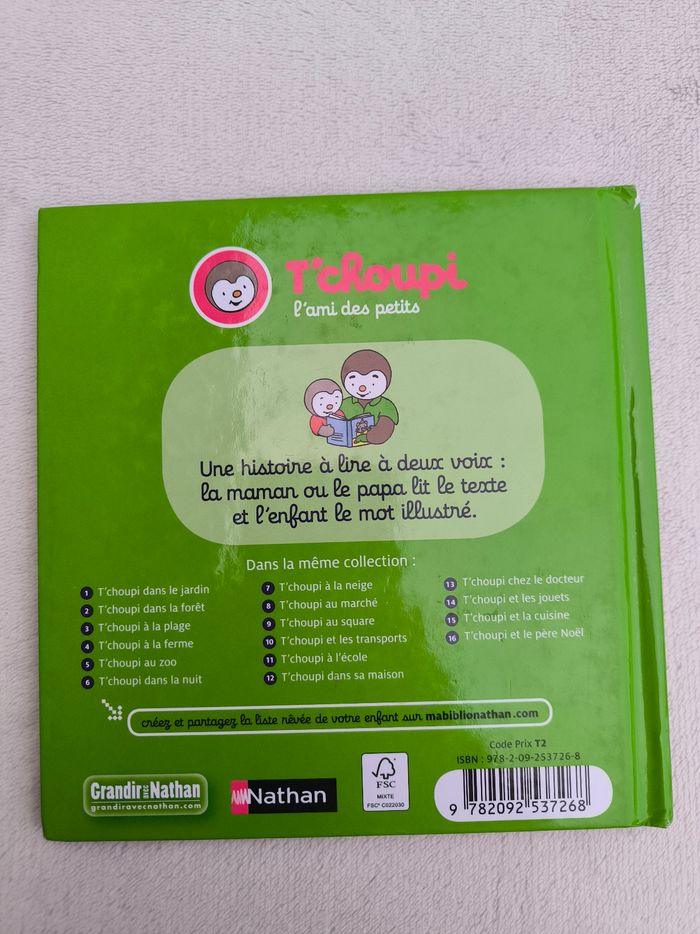 T'choupi
l'ami des petits
Une histoire à lire à deux voix :
la maman ou le papa lit le texte
et l'enfant le mot illustré.
Dans la même collection :
1 T'choupi dans le jardin
2 T'choupi dans la forêt
3 T'choupi à la plage
4 T'choupi à la ferme
5 T'choupi au zoo
6 T'choupi dans la nuit
7 T'choupi à la neige
8 T'choupi au marché
9 T'choupi au square
10 T'choupi et les transports
11 T'choupi à l'école
12 T'choupi dans sa maison
13 T'choupi chez le docteur
14 T'choupi et les jouets
15 T'choupi et la cuisine
16 T'choupi et le père Noël
créez et partagez la liste rêvée de votre enfant sur mabiblionathan.com
Code Prix T2
ISBN : 978-2-09-253726-8
Grandir avec Nathan
grandiravecnathan.com
Nathan
FSC
MIXTE
FSC® C022030
9 782092 537268